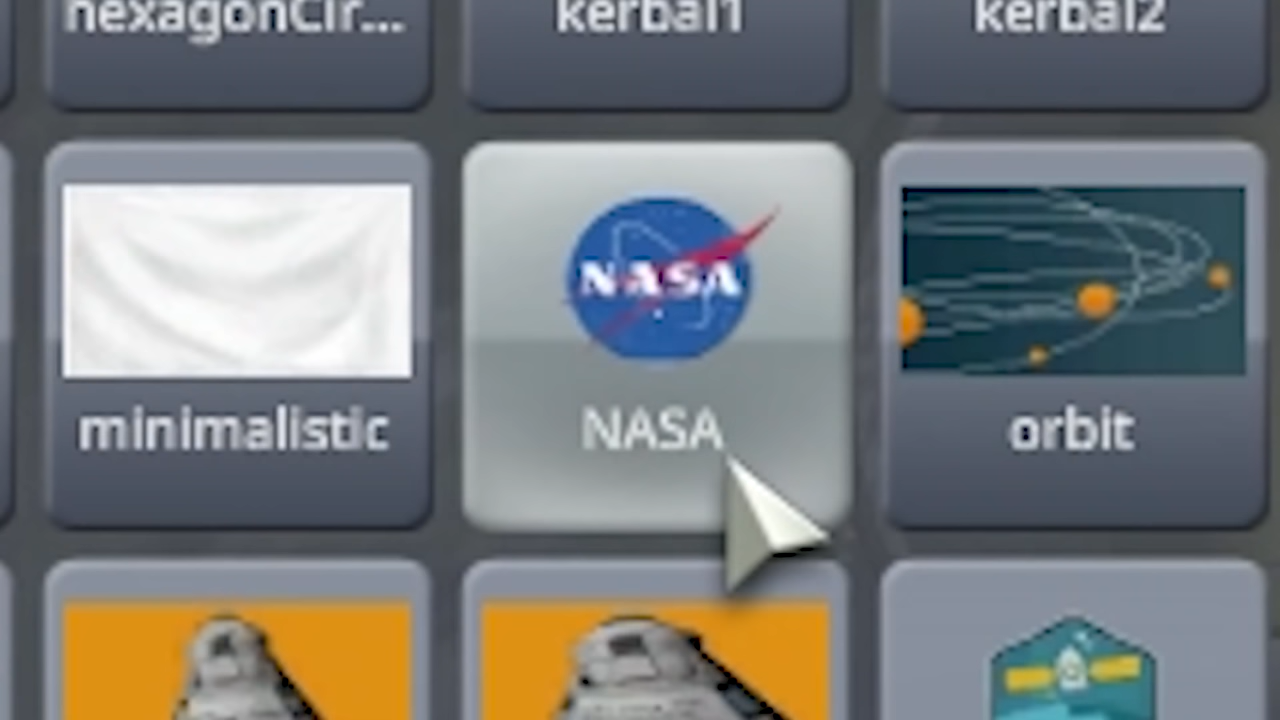 hexagonCir...
kerbal1
kerbal2
NASA
minimalistic
NASA
orbit